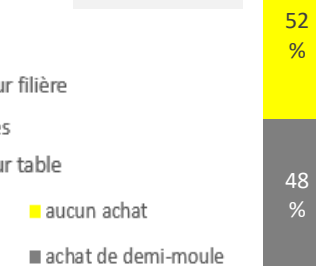 52
%
ur filière
es
ur table
48
%
aucun achat
achat de demi-moule